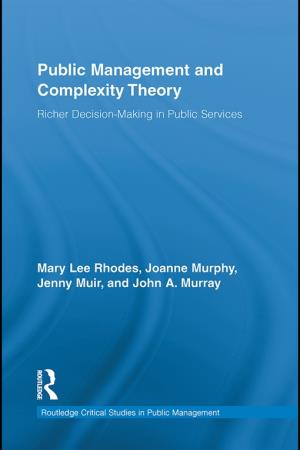 Public Management and
Complexity Theory
Richer Decision-Making in Public Services
Mary Lee Rhodes, Joanne Murphy,
Jenny Muir, and John A. Murray
ROUTLEDGE
Routledge Critical Studies in Public Management